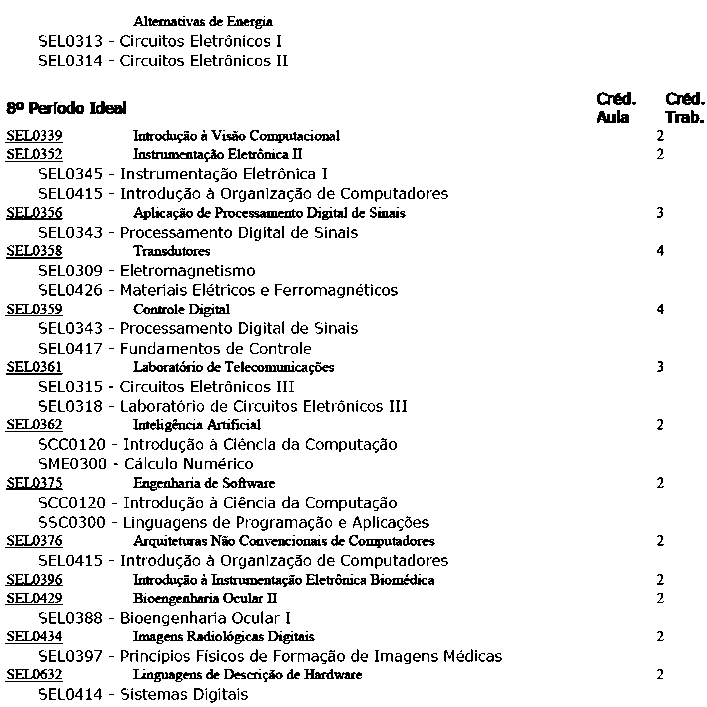 Alternativas de Energia
SEL0313 - Circuitos Eletrônicos I
SEL0314 - Circuitos Eletrônicos II
8º Período Ideal Créd. Aula Créd. Trab.
SEL0339 Introdução à Visão Computacional 2
SEL0352 Instrumentação Eletrônica II 2
SEL0345 - Instrumentação Eletrônica I
SEL0415 - Introdução à Organização de Computadores
SEL0356 Aplicação de Processamento Digital de Sinais 3
SEL0343 - Processamento Digital de Sinais
SEL0358 Transdutores 4
SEL0309 - Eletromagnetismo
SEL0426 - Materiais Elétricos e Ferromagnéticos
SEL0359 Controle Digital 4
SEL0343 - Processamento Digital de Sinais
SEL0417 - Fundamentos de Controle
SEL0361 Laboratório de Telecomunicações 3
SEL0315 - Circuitos Eletrônicos III
SEL0318 - Laboratório de Circuitos Eletrônicos III
SEL0362 Inteligência Artificial 2
SCC0120 - Introdução à Ciência da Computação
SME0300 - Cálculo Numérico
SEL0375 Engenharia de Software 2
SCC0120 - Introdução à Ciência da Computação
SSC0300 - Linguagens de Programação e Aplicações
SEL0376 Arquiteturas Não Convencionais de Computadores 2
SEL0415 - Introdução à Organização de Computadores
SEL0396 Introdução à Instrumentação Eletrônica Biomédica 2
SEL0429 Bioengenharia Ocular II 2
SEL0388 - Bioengenharia Ocular I
SEL0434 Imagens Radiológicas Digitais 2
SEL0397 - Princípios Físicos de Formação de Imagens Médicas
SEL0632 Linguagens de Descrição de Hardware 2
SEL0414 - Sistemas Digitais